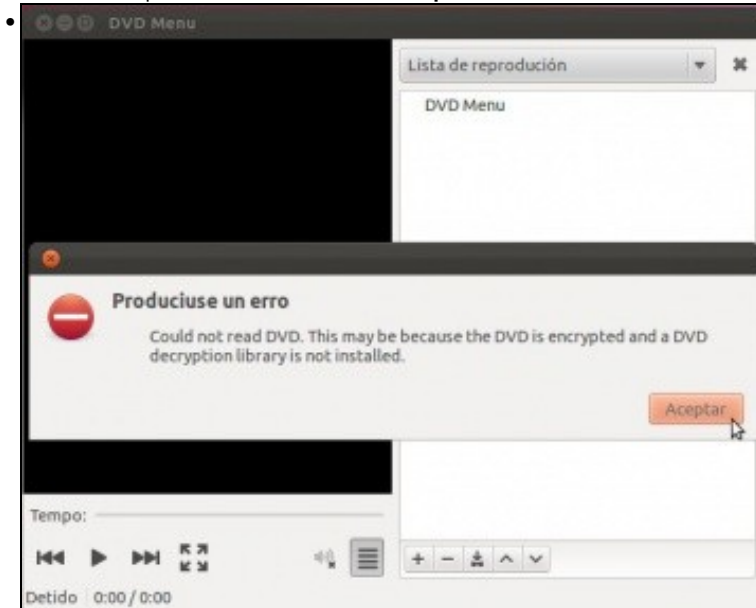 DVD Menu
Lista de reprodución
DVD Menu
Produciuse un erro
Could not read DVD. This may be because the DVD is encrypted and a DVD
decryption library is not installed.
Aceptar
Tempo:
Detido 0:00 / 0:00